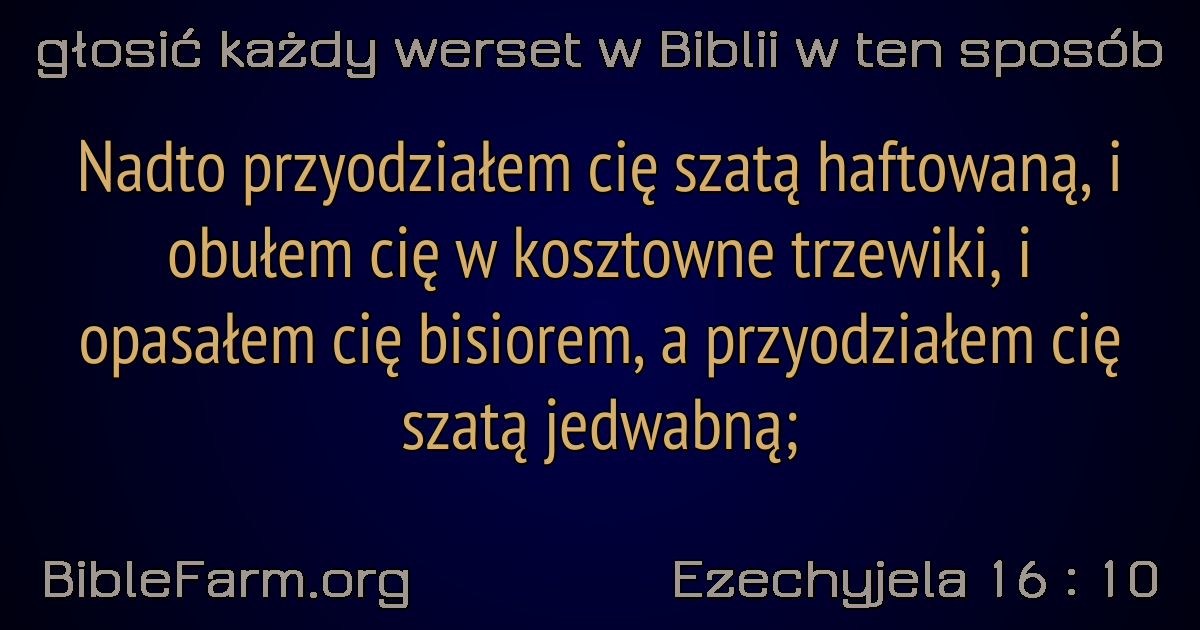 głosić każdy werset w Biblii w ten sposób
Nadto przyodziałem cię szatą haftowaną, i
obułem cię w kosztowne trzewiki, i
opasałem cię bisiorem, a przyodziałem cię
szatą jedwabną;
BibleFarm.org
Ezechyjela 16 : 10